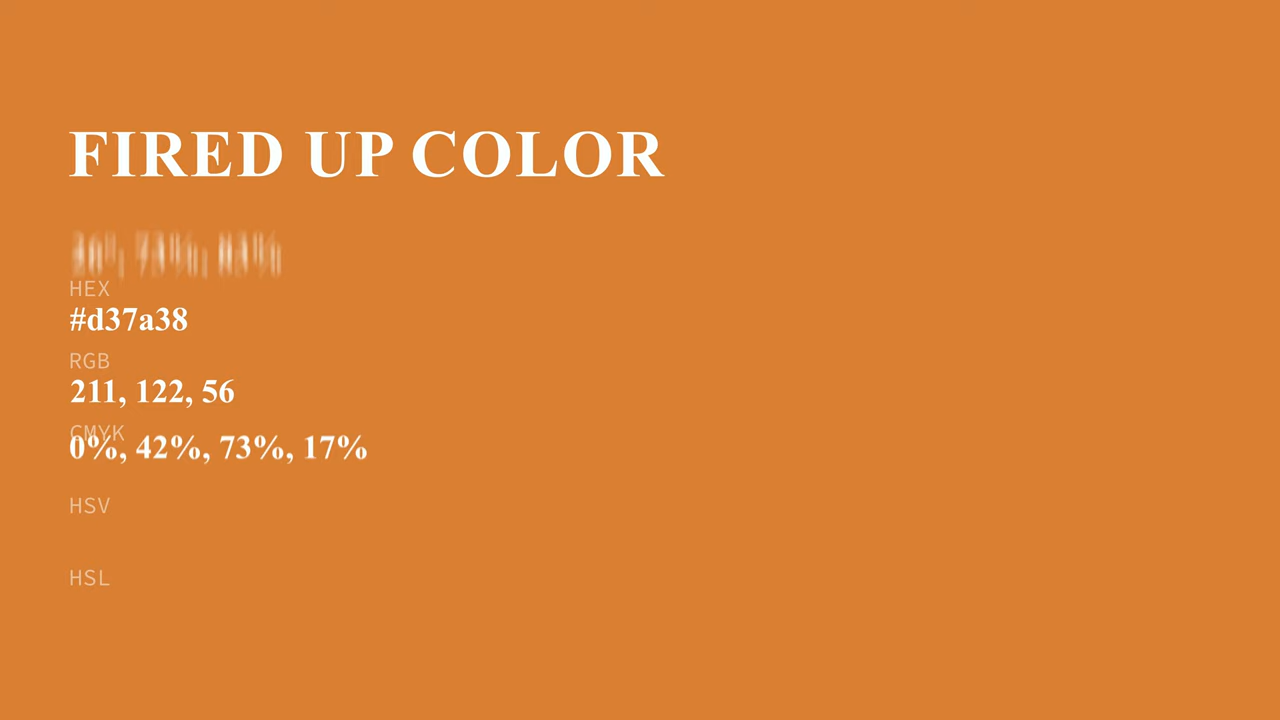 FIRED UP COLOR
HEX
#d37a38
RGB
211, 122, 56
CMYK
0%, 42%, 73%, 17%
HSV
HSL